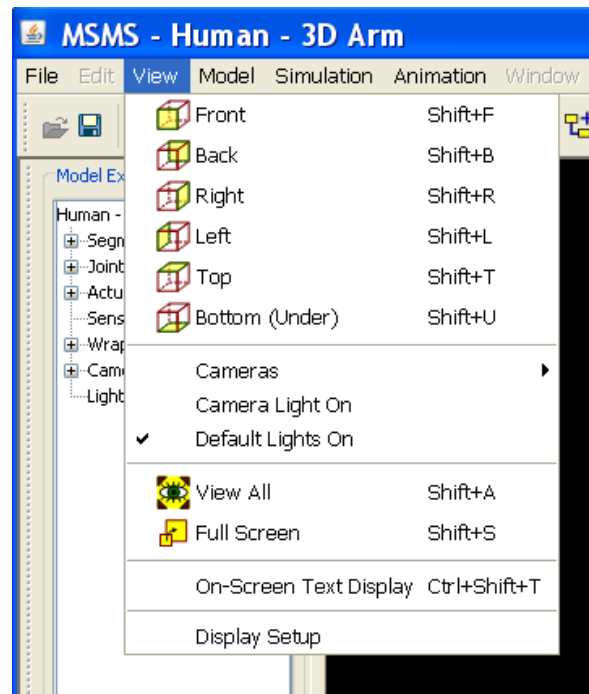 MSMS - Human - 3D Arm
File Edit View Model Simulation Animation Window
Model Ex
Human -
Segn
Joint
Actu
Sens
Wrap
Came
Light
Front Shift+F
Back Shift+B
Right Shift+R
Left Shift+L
Top Shift+T
Bottom (Under) Shift+U
Cameras
Camera Light On
Default Lights On
View All Shift+A
Full Screen Shift+S
On-Screen Text Display Ctrl+Shift+T
Display Setup